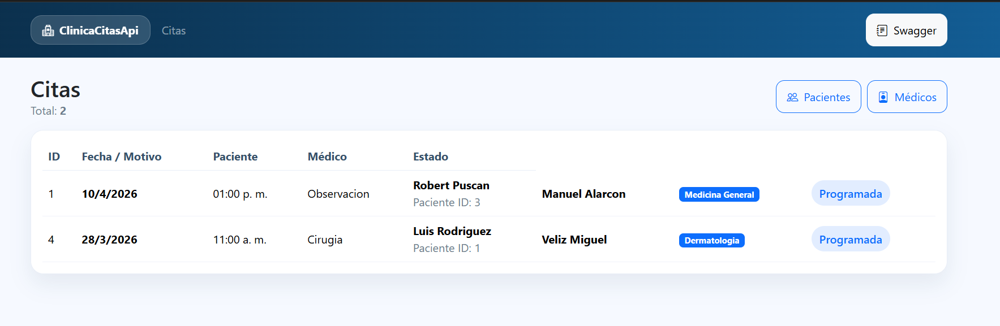 ClinicaCitasApi Citas Swagger
Citas
Total: 2
Pacientes Médicos
ID Fecha / Motivo Paciente Médico Estado
1 10/4/2026 01:00 p. m. Observacion Robert Puscan Paciente ID: 3 Manuel Alarcon Medicina General Programada
4 28/3/2026 11:00 a. m. Cirugia Luis Rodriguez Paciente ID: 1 Veliz Miguel Dermatologia Programada